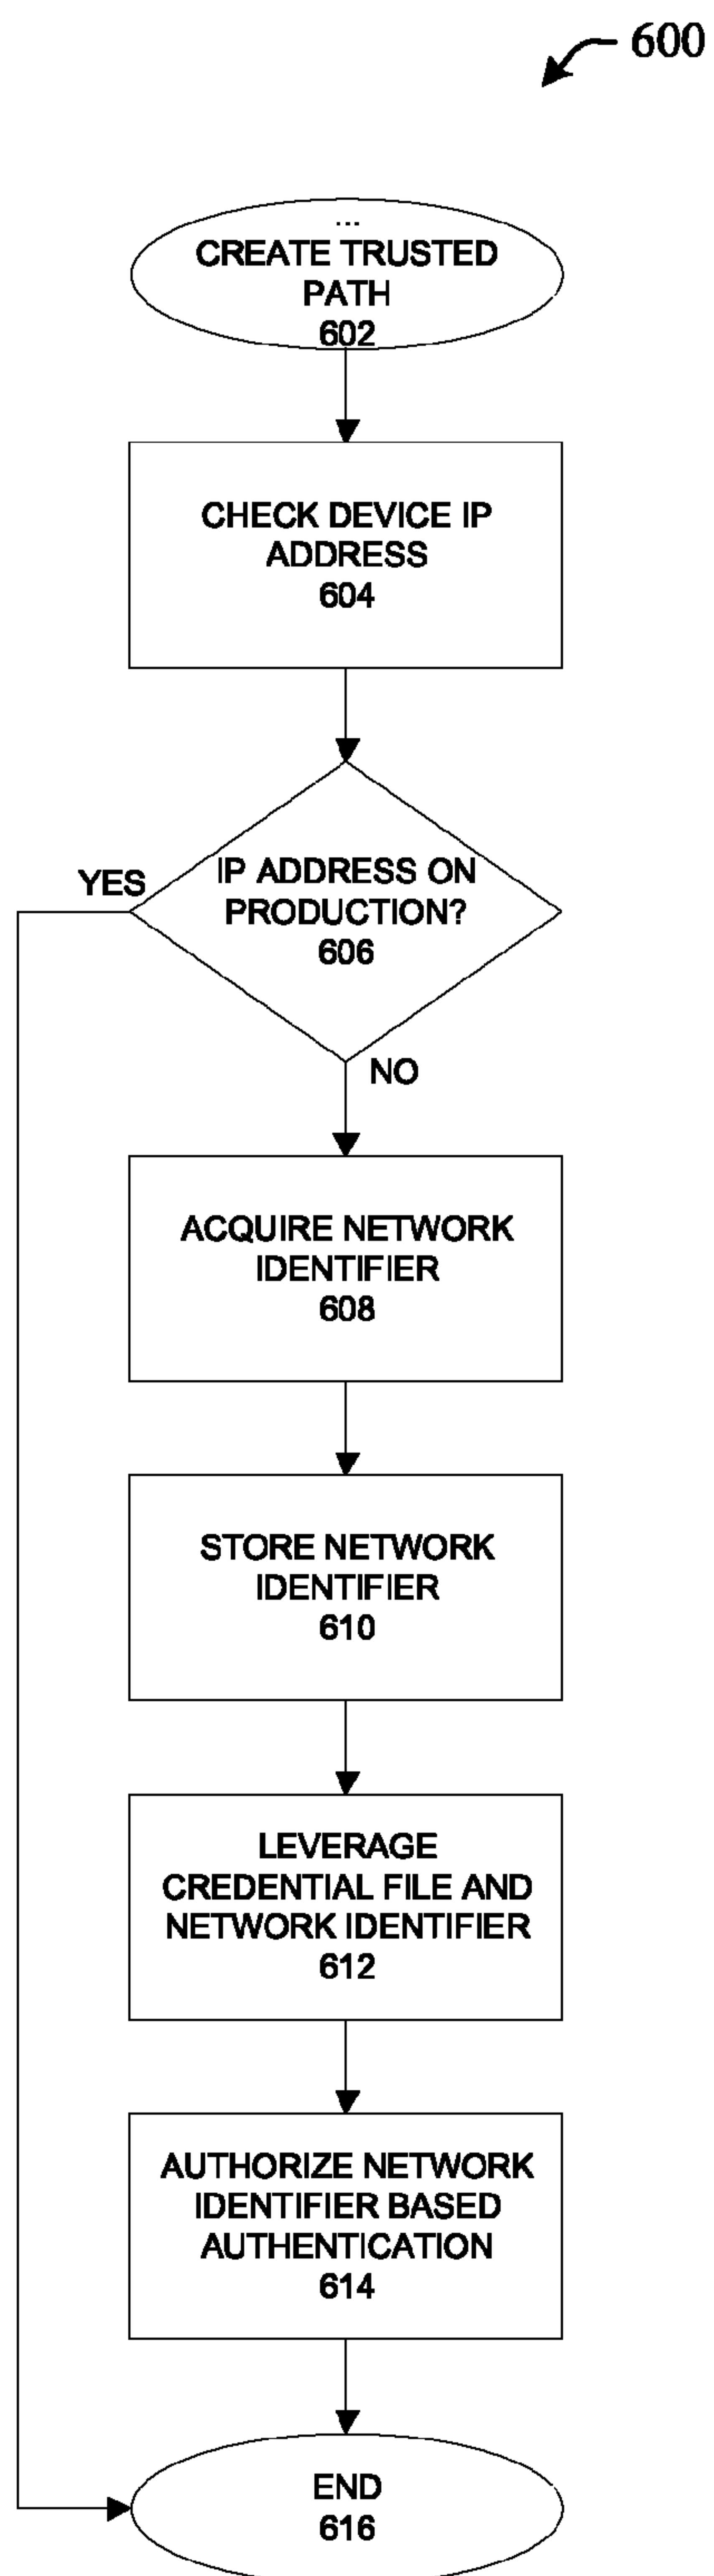 600
...
CREATE TRUSTED
PATH
602
CHECK DEVICE IP
ADDRESS
604
YES
IP ADDRESS ON
PRODUCTION?
606
NO
ACQUIRE NETWORK
IDENTIFIER
608
STORE NETWORK
IDENTIFIER
610
LEVERAGE
CREDENTIAL FILE AND
NETWORK IDENTIFIER
612
AUTHORIZE NETWORK
IDENTIFIER BASED
AUTHENTICATION
614
END
616